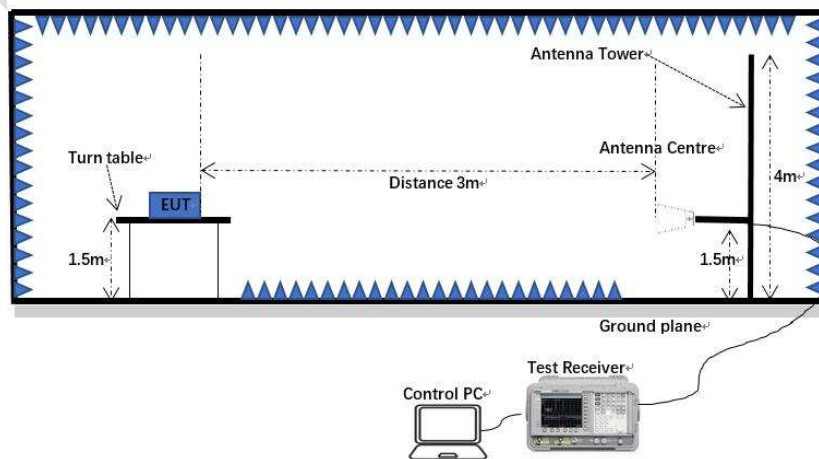 Antenna Tower
Turn table
Antenna Centre
Distance 3m
4m
EUT
1.5m
1.5m
Ground plane
Test Receiver
Control PC